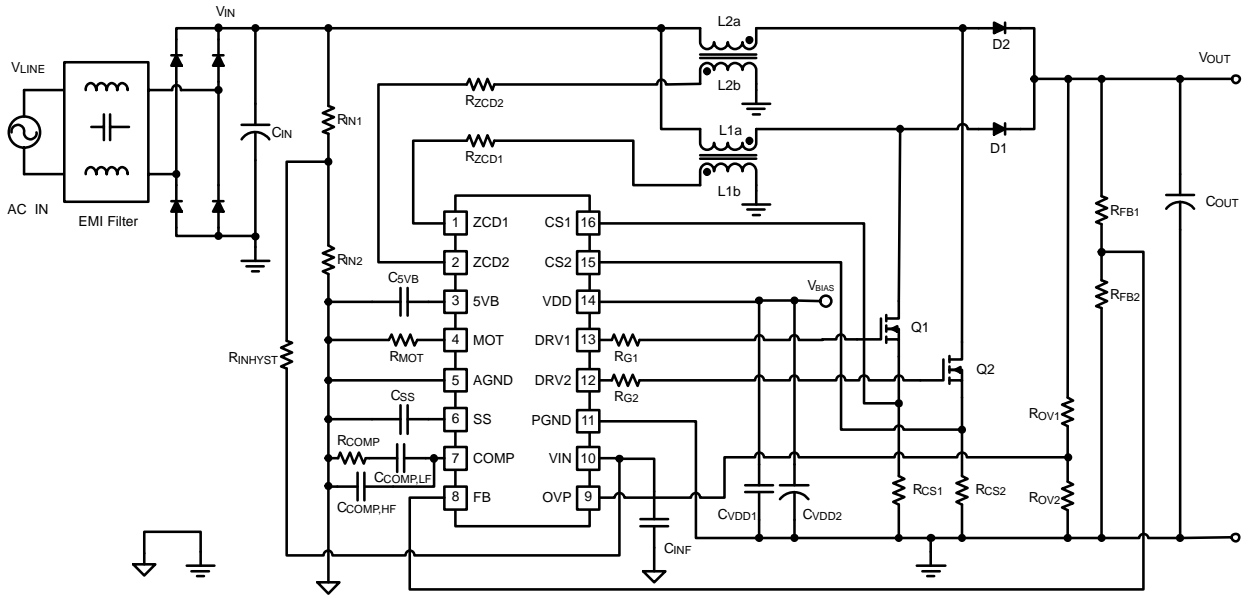 VIN
L2a
D2
VLINE
VOUT
L2b
RZCD2
CIN
RIN1
L1a
RZCD1
D1
L1b
AC IN
EMI Filter
RFB1
COUT
1 ZCD1 CS1 16
RIN2
2 ZCD2 CS2 15
C5VB
VBIAS
3 5VB VDD 14
RFB2
Q1
4 MOT DRV1 13
RINHYST
RMOT
RG1
Q2
5 AGND DRV2 12
CSS
RG2
6 SS PGND 11
ROV1
RCOMP
7 COMP VIN 10
CCOMP,LF
8 FB OVP 9
RCS1
RCS2
ROV2
CCOMP,HF
CVDD1
CVDD2
CINF